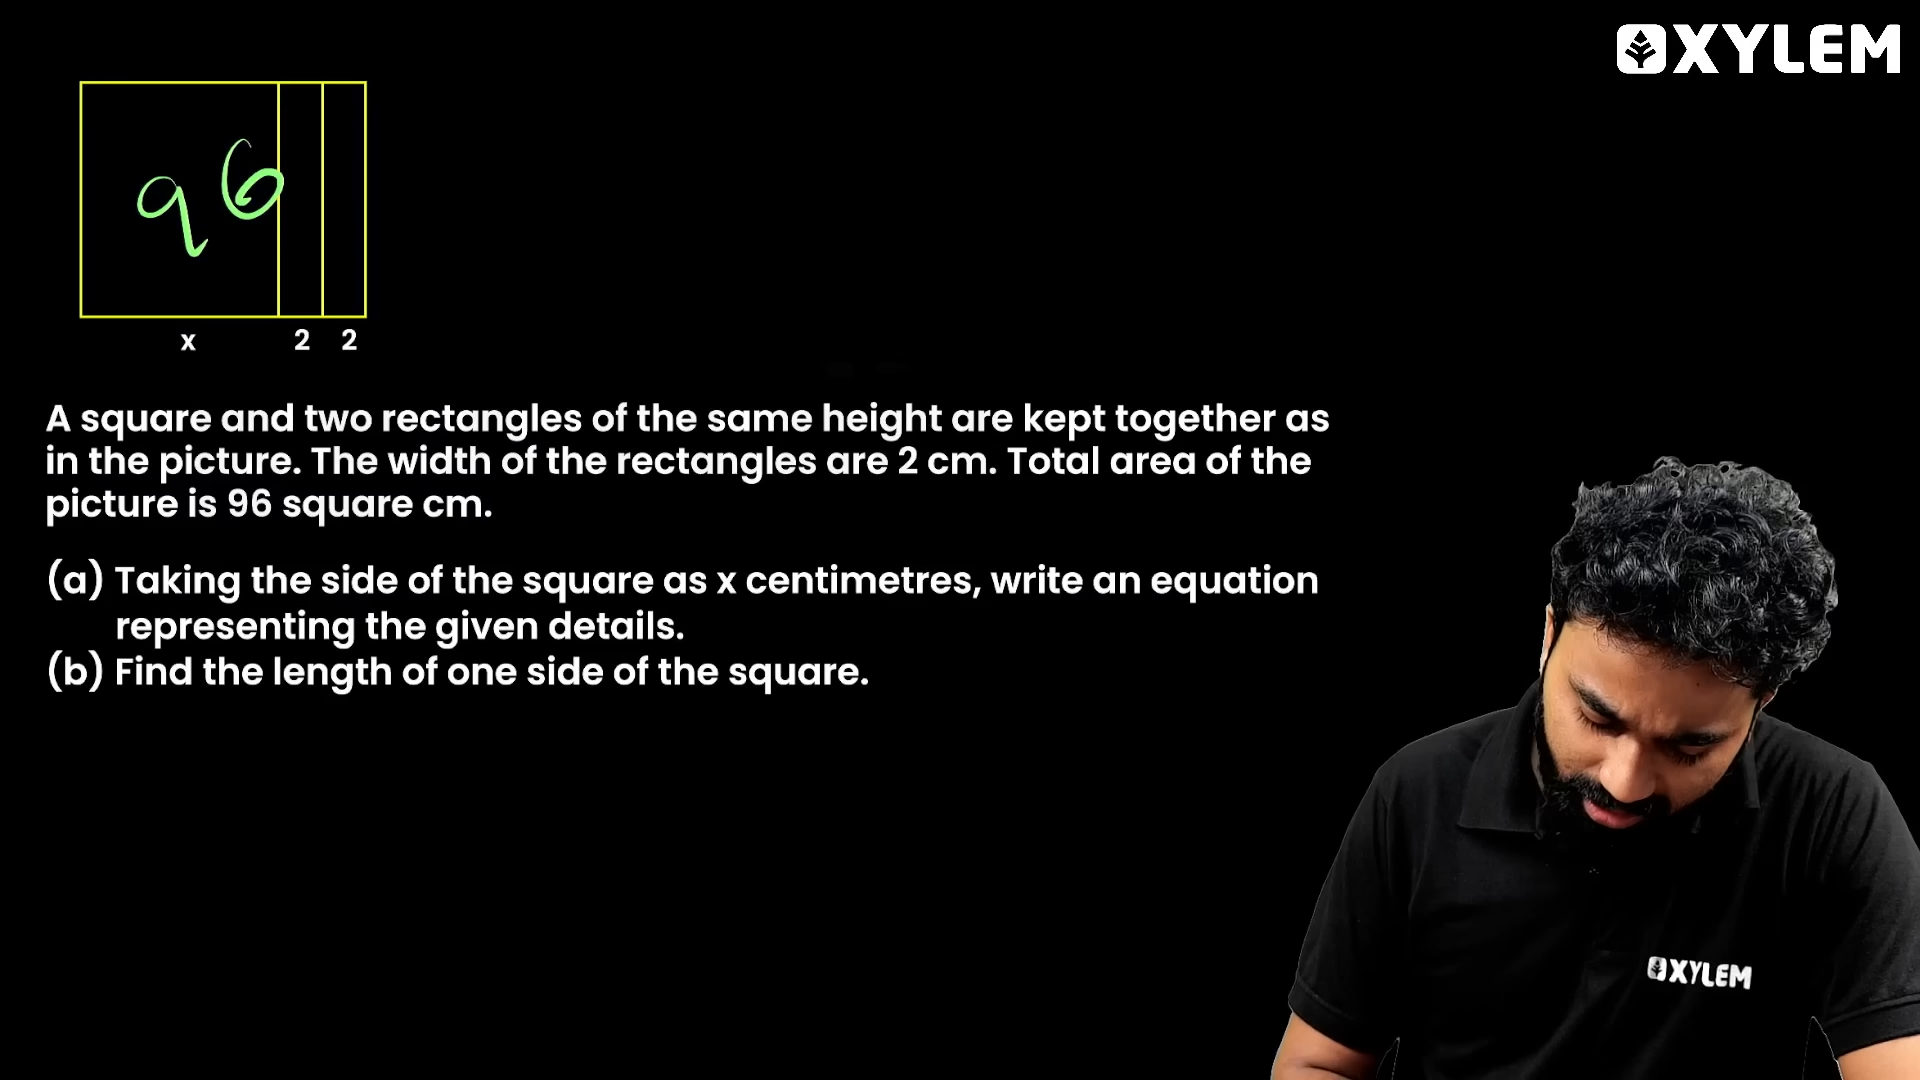 XYLEM
96
x 2 2
A square and two rectangles of the same height are kept together as
in the picture. The width of the rectangles are 2 cm. Total area of the
picture is 96 square cm.
(a) Taking the side of the square as x centimetres, write an equation
representing the given details.
(b) Find the length of one side of the square.
XYLEM